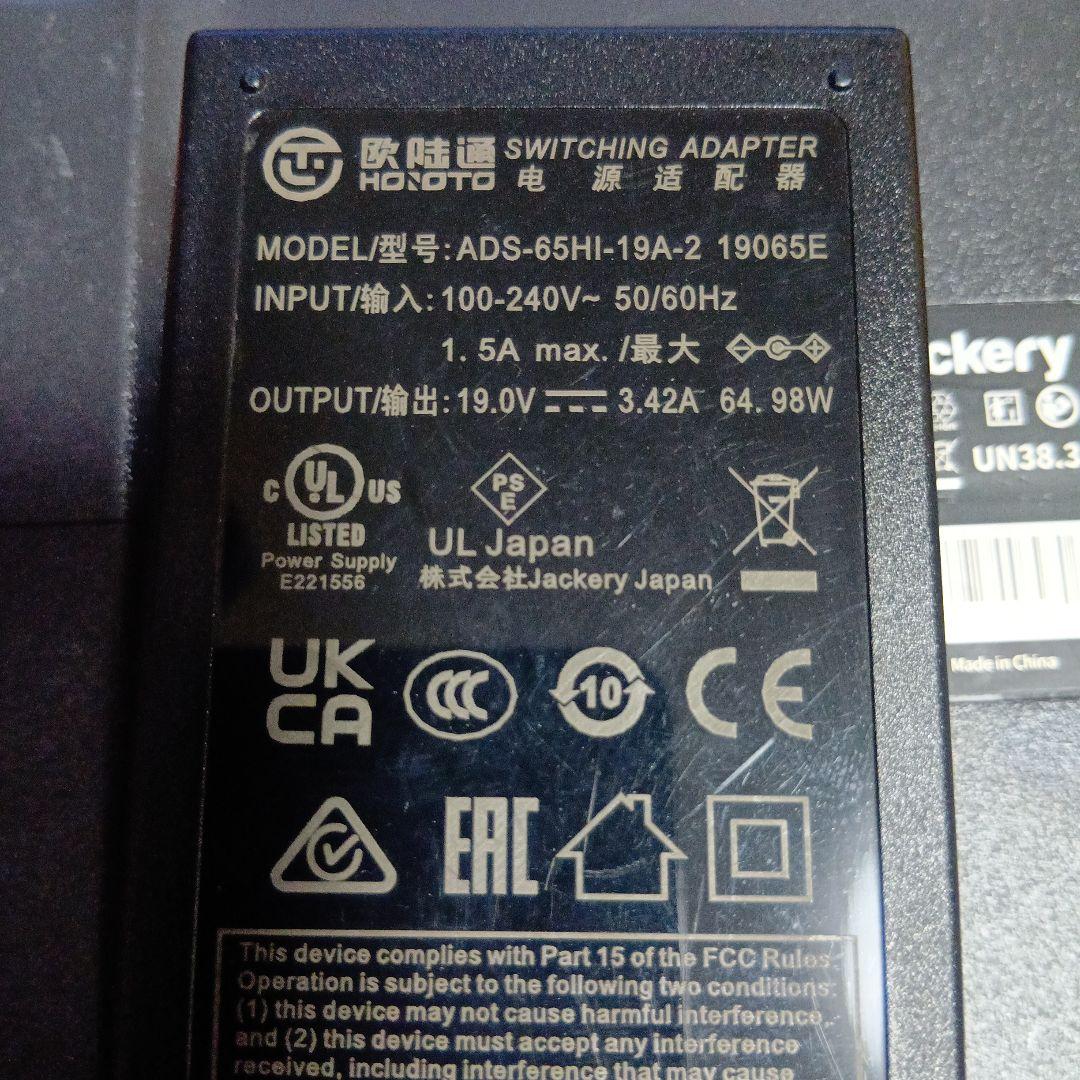 欧陆通 SWITCHING ADAPTER
HONOTO 电源适配器
MODEL/型号: ADS-65HI-19A-2 19065E
INPUT/输入: 100-240V~ 50/60Hz
1.5A max./最大
OUTPUT/输出: 19.0V 3.42A 64.98W
C UL US
LISTED
Power Supply
E221556
PS
E
UL Japan
株式会社Jackery Japan
UK
CA
CCC
10
CE
EAC
This device complies with Part 15 of the FCC Rules.
Operation is subject to the following two conditions:
(1) this device may not cause harmful interference,
and (2) this device must accept any interference
received, including interference that may cause
ckery
UN38.3
Made in China